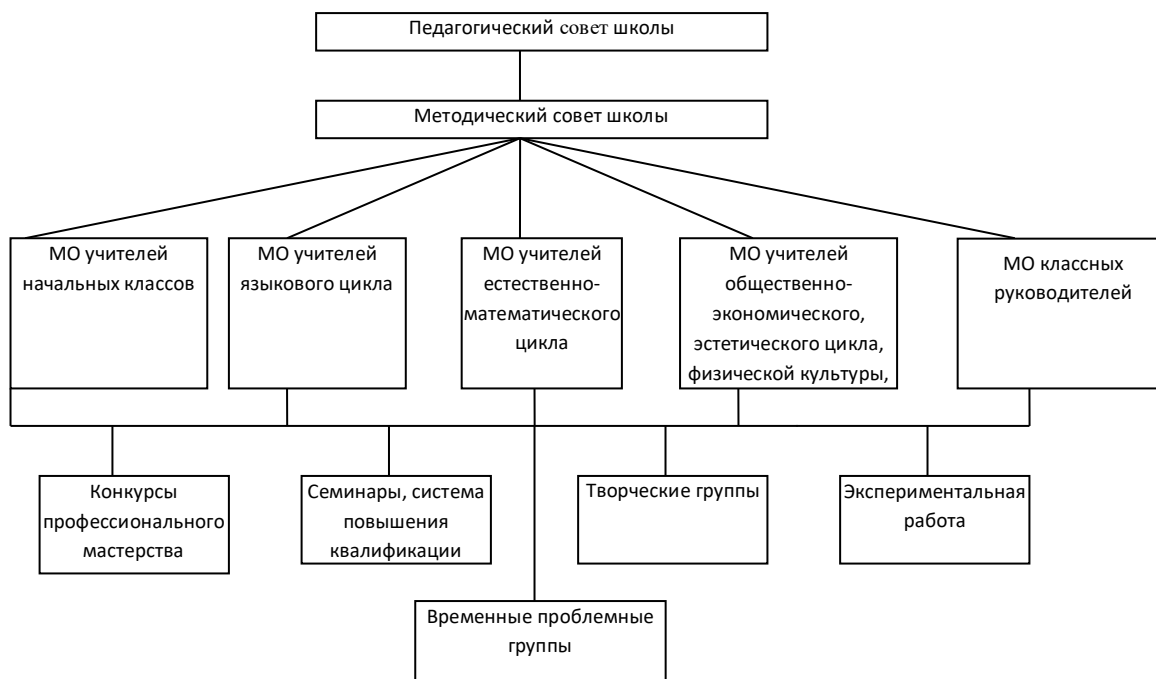 Педагогический совет школы
Методический совет школы
МО учителей
начальных классов
МО учителей
языкового цикла
МО учителей
естественно-
математического
цикла
МО учителей
общественно-
экономического,
эстетического цикла,
физической культуры,
МО классных
руководителей
Конкурсы
профессионального
мастерства
Семинары, система
повышения
квалификации
Творческие группы
Экспериментальная
работа
Временные проблемные
группы